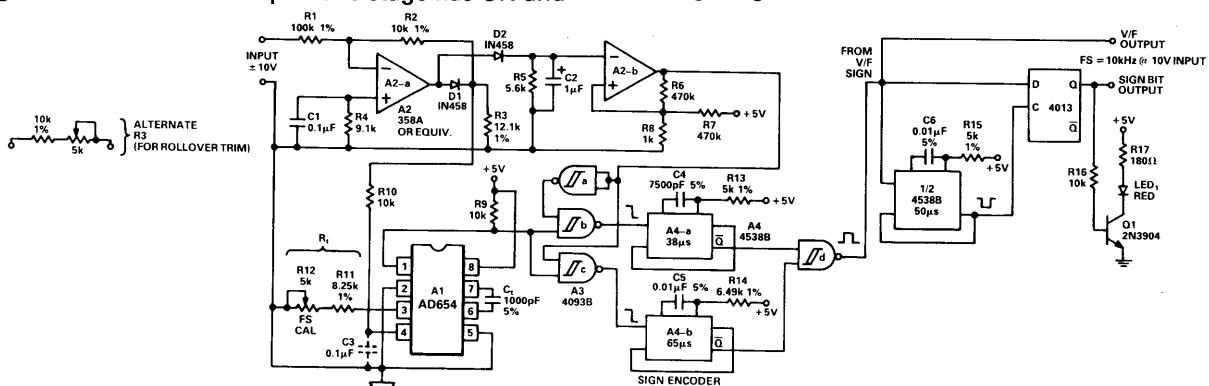 R1
100k 1%
R2
10k 1%
D2
IN458
INPUT
± 10V
A2-a
A2
358A
OR EQUIV.
D1
IN458
R5
5.6k
C2
1µF
A2-b
R6
470k
+5V
R7
470k
R8
1k
C1
0.1µF
R4
9.1k
R3
12.1k
1%
10k
1%
5k
ALTERNATE
R3
(FOR ROLLOVER TRIM)
R10
10k
+5V
R9
10k
a
b
c
A3
4093B
C4
7500pF 5%
R13
5k 1%
+5V
A4-a
38µs
Q
A4
4538B
C5
0.01µF 5%
R14
6.49k 1%
+5V
A4-b
65µs
Q
SIGN ENCODER
d
Rt
R12
5k
R11
8.25k
1%
FS
CAL
C3
0.1µF
A1
AD654
1
2
3
4
8
7
6
5
Ct
1000pF
5%
FROM
V/F
SIGN
V/F
OUTPUT
FS = 10kHz @ 10V INPUT
SIGN BIT
OUTPUT
D
Q
C
4013
Q
C6
0.01µF
5%
R15
5k
1%
+5V
1/2
4538B
50µs
+5V
R17
180Ω
R16
10k
LED1
RED
Q1
2N3904